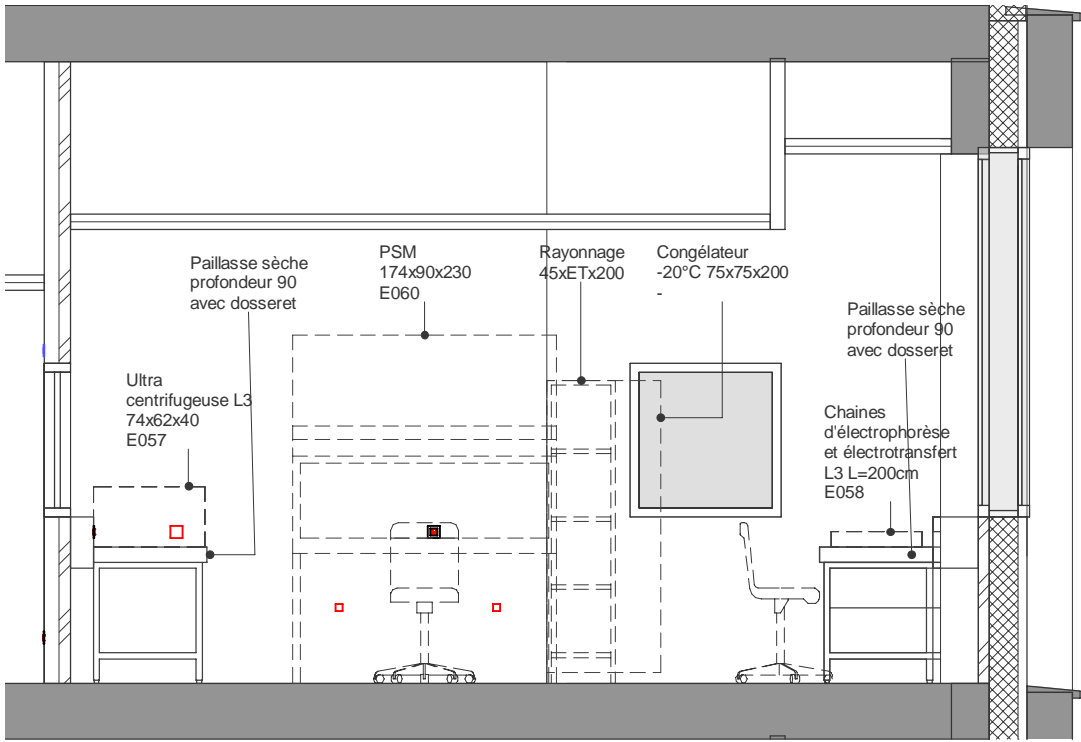 Paillasse sèche
profondeur 90
avec dosseret
PSM
174x90x230
E060
Rayonnage
45xETx200
Congélateur
-20°C 75x75x200
-
Paillasse sèche
profondeur 90
avec dosseret
Ultra
centrifugeuse L3
74x62x40
E057
Chaines
d'électrophorèse
et électrotransfert
L3 L=200cm
E058